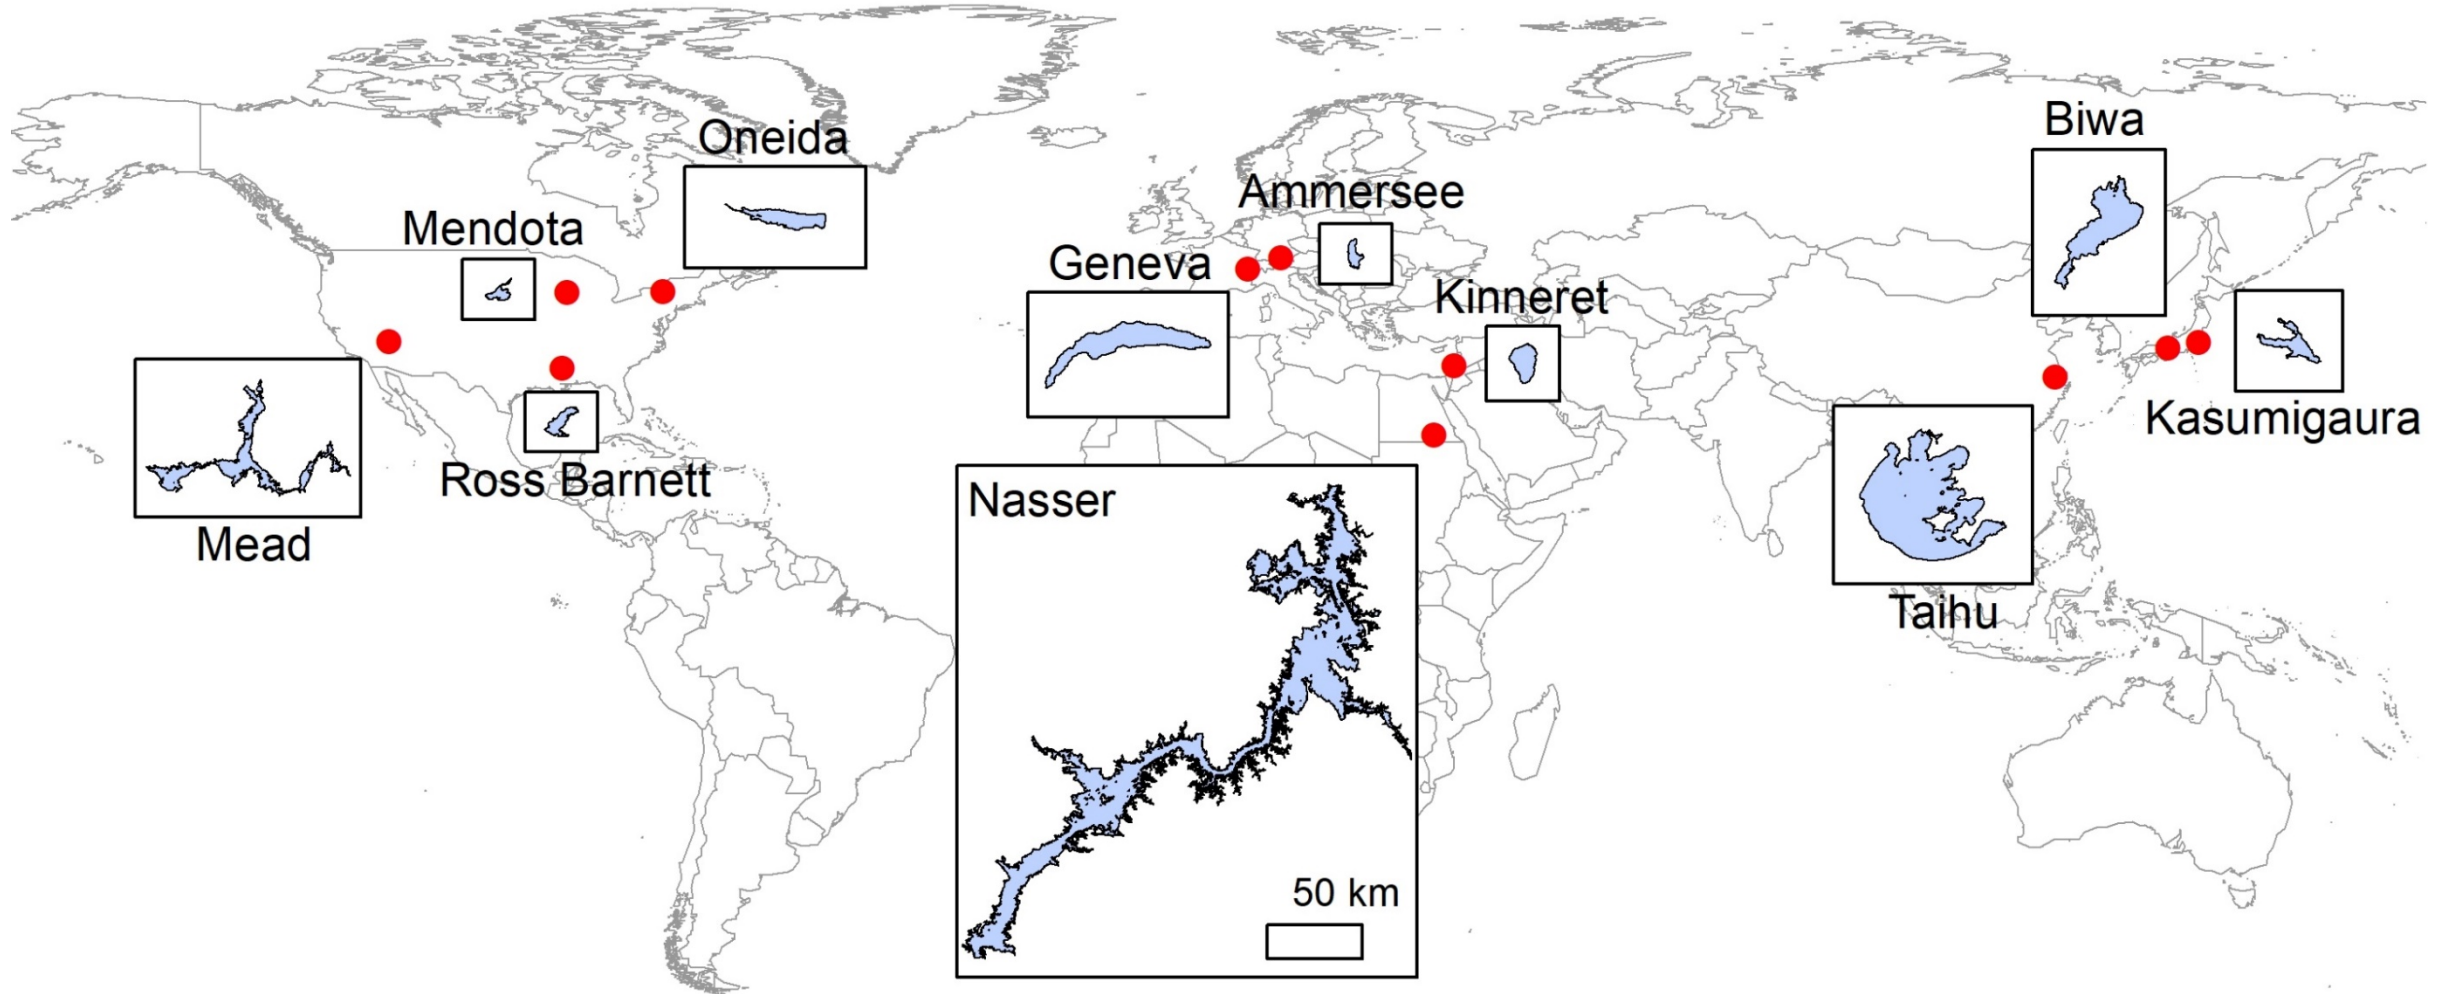 Biwa
Oneida
Ammersee
Mendota
Geneva
Kinneret
Kasumigaura
Ross Barnett
Nasser
Mead
Taihu
50 km